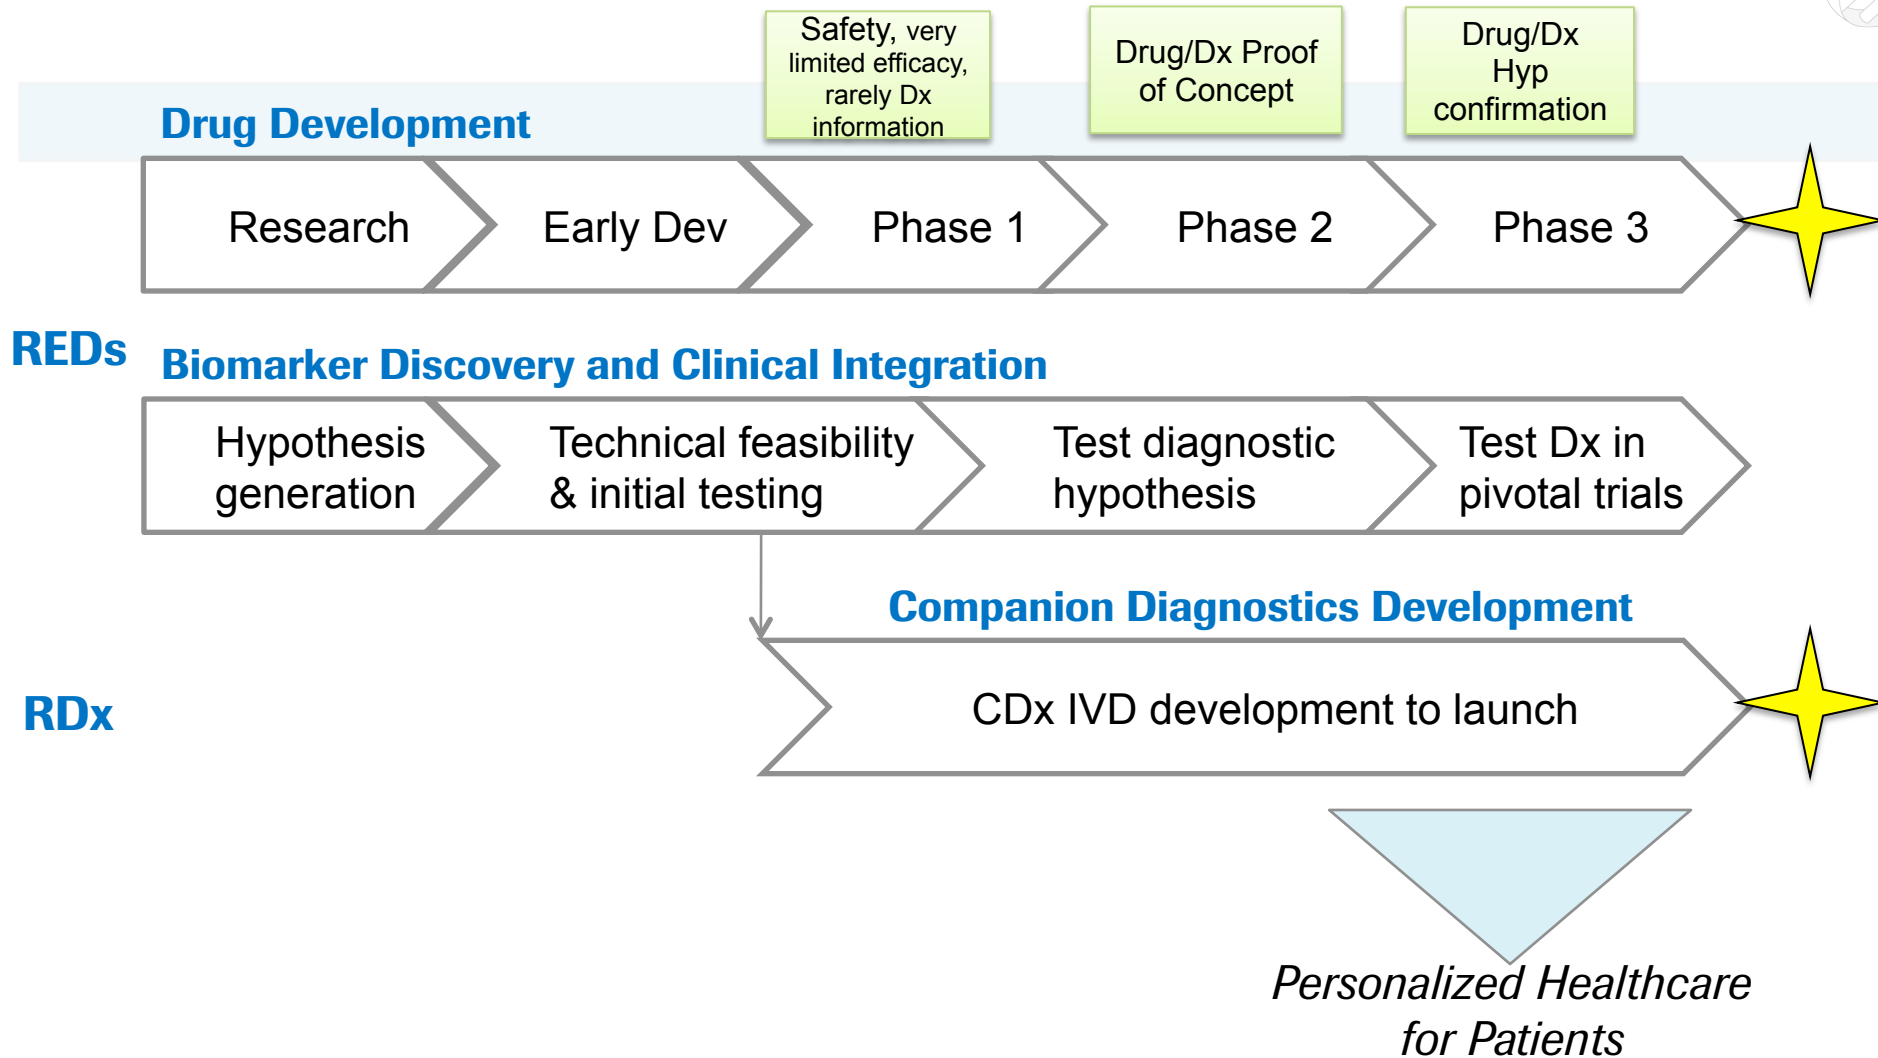 Safety, very
limited efficacy,
rarely Dx
information
Drug/Dx Proof
of Concept
Drug/Dx
Hyp
confirmation
Drug Development
Research
Early Dev
Phase 1
Phase 2
Phase 3
REDs
Biomarker Discovery and Clinical Integration
Hypothesis
generation
Technical feasibility
& initial testing
Test diagnostic
hypothesis
Test Dx in
pivotal trials
Companion Diagnostics Development
RDx
CDx IVD development to launch
Personalized Healthcare
for Patients